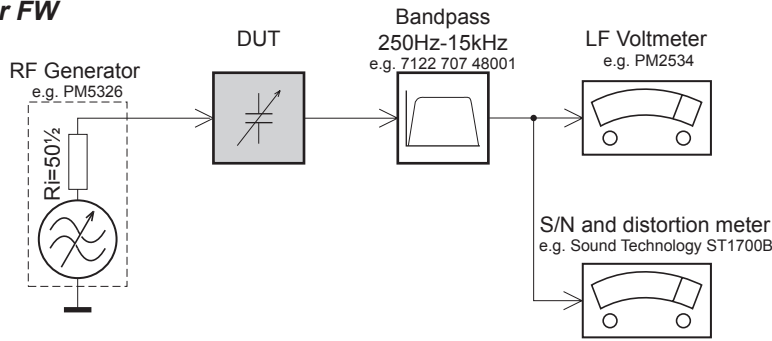 r FW
Bandpass
250Hz-15kHz
e.g. 7122 707 48001
DUT
LF Voltmeter
e.g. PM2534
RF Generator
e.g. PM5326
Ri=50½
S/N and distortion meter
e.g. Sound Technology ST1700B